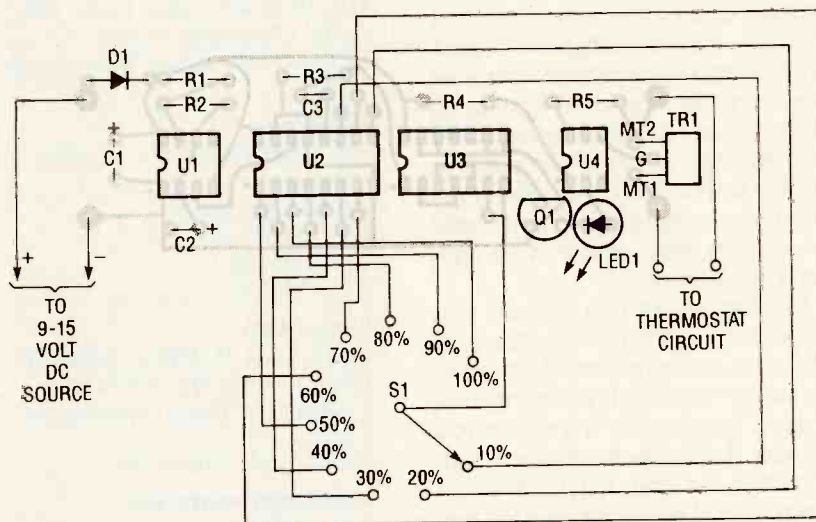 D1
R1
R2
R3
C3
R4
R5
MT2
TR1
G
MT1
+
C1
U1
U2
U3
U4
Q1
C2
+
LED1
+
–
TO
9-15
VOLT
DC
SOURCE
TO
THERMOSTAT
CIRCUIT
70%
80%
90%
100%
60%
S1
50%
40%
10%
30%
20%